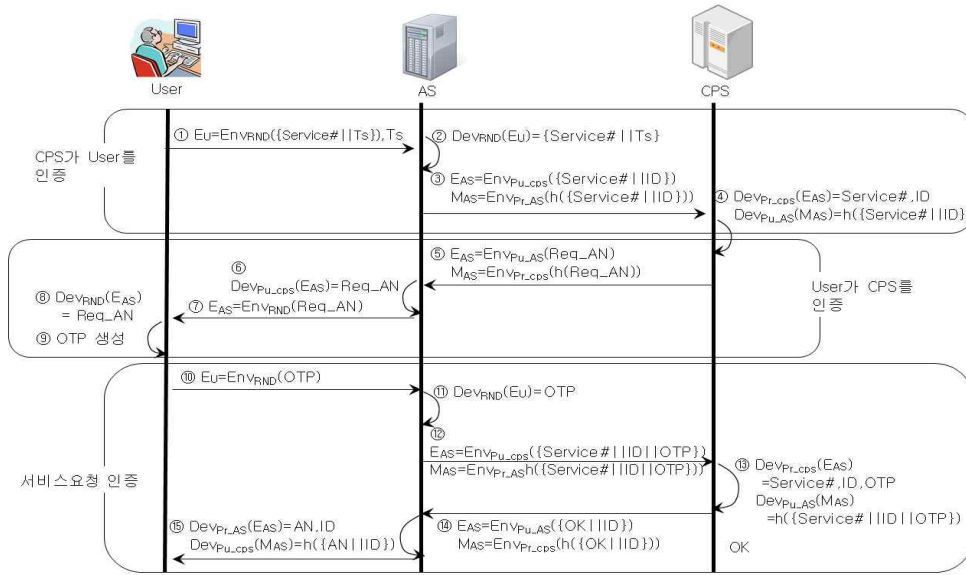 User
AS
CPS
CPS가 User를
인증
① EU=EnvRND({Service#||Ts}),Ts
② DevRND(EU)={Service#||Ts}
③ EAS=EnvPu_cps({Service#||ID})
MAS=EnvPr_AS(h({Service#||ID}))
④ DevPr_cps(EAS)=Service#,ID
DevPu_AS(MAS)=h({Service#||ID})
⑤ EAS=EnvPu_AS(Req_AN)
MAS=EnvPr_cps(h(Req_AN))
⑥
DevPu_cps(EAS)=Req_AN
⑦ EAS=EnvRND(Req_AN)
⑧ DevRND(EAS)
= Req_AN
⑨ OTP 생성
User가 CPS를
인증
⑩ EU=EnvRND(OTP)
⑪ DevRND(EU)=OTP
⑫
EAS=EnvPu_cps({Service#||ID||OTP})
MAS=EnvPr_ASh({Service#||ID||OTP}))
⑬ DevPr_cps(EAS)
=Service#,ID,OTP
DevPu_AS(MAS)
=h({Service#||ID||OTP)
서비스요청 인증
⑭ EAS=EnvPu_AS({OK||ID})
MAS=EnvPr_cps(h({OK||ID}))
⑮ DevPr_AS(EAS)=AN,ID
DevPu_cps(MAS)=h({AN||ID})
OK